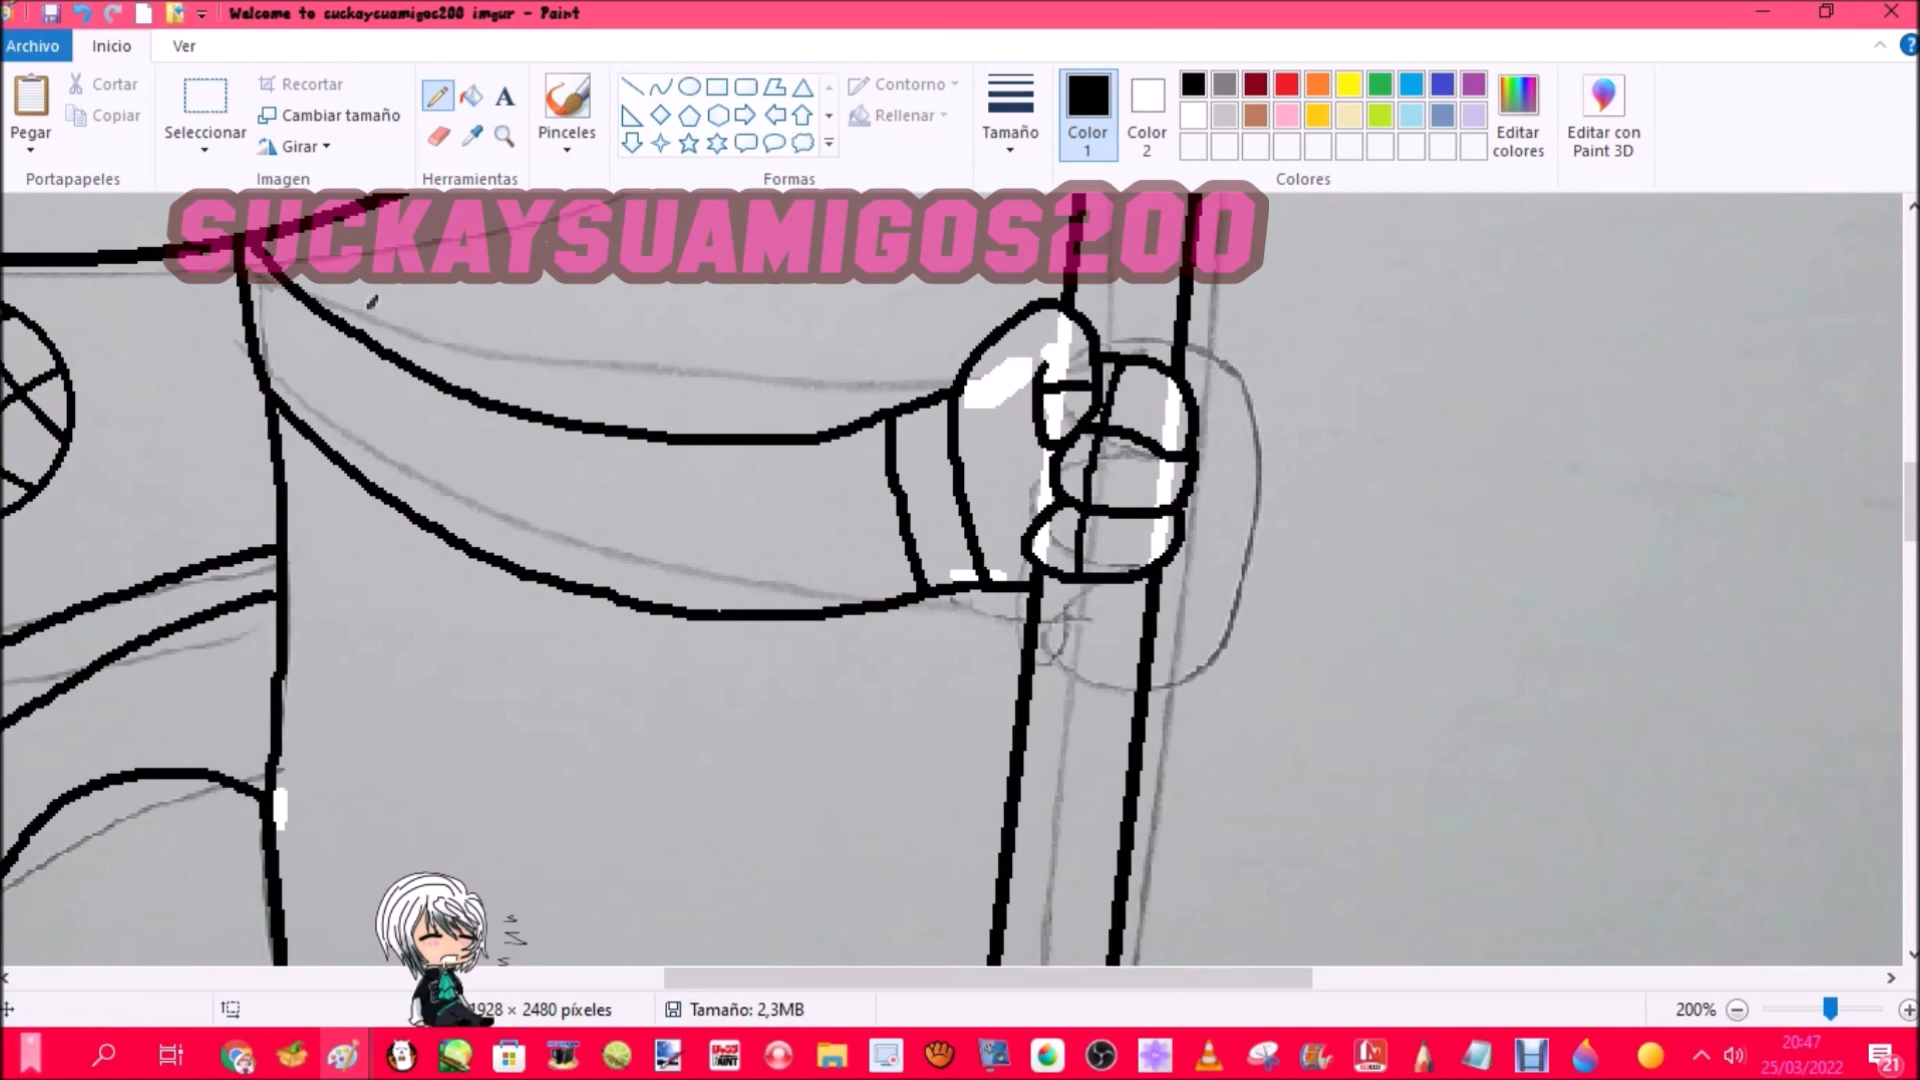 Welcome to cuckaycuamigoc200 imgur - Paint
Archivo Inicio Ver
Pegar
Cortar
Copiar
Portapapeles
Seleccionar
Recortar
Cambiar tamaño
Girar
Imagen
A
Herramientas
Pinceles
Contorno
Rellenar
Formas
Tamaño
Color 1
Color 2
Editar colores
Colores
Editar con Paint 3D
SUCKAYSUAMIGOS200
1928 × 2480 píxeles
Tamaño: 2,3MB
200%
20:47
25/03/2022
21